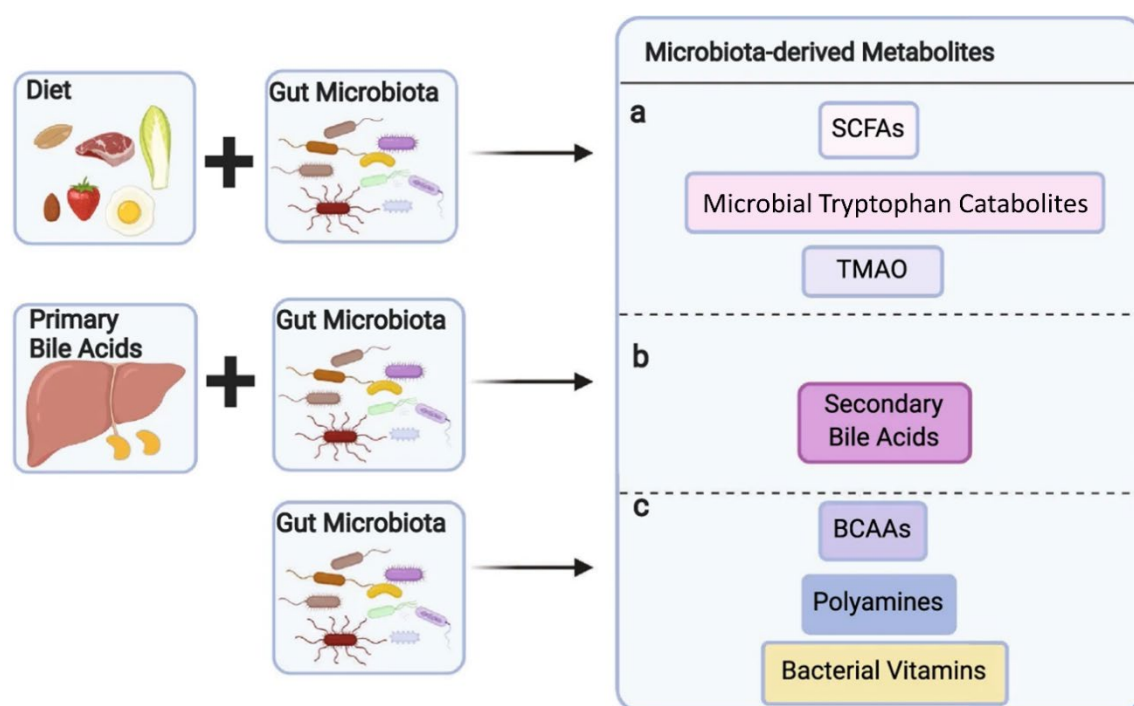 Diet
Gut Microbiota
Primary
Bile Acids
Gut Microbiota
Gut Microbiota
Microbiota-derived Metabolites
a
SCFAs
Microbial Tryptophan Catabolites
TMAO
b
Secondary
Bile Acids
c
BCAAs
Polyamines
Bacterial Vitamins